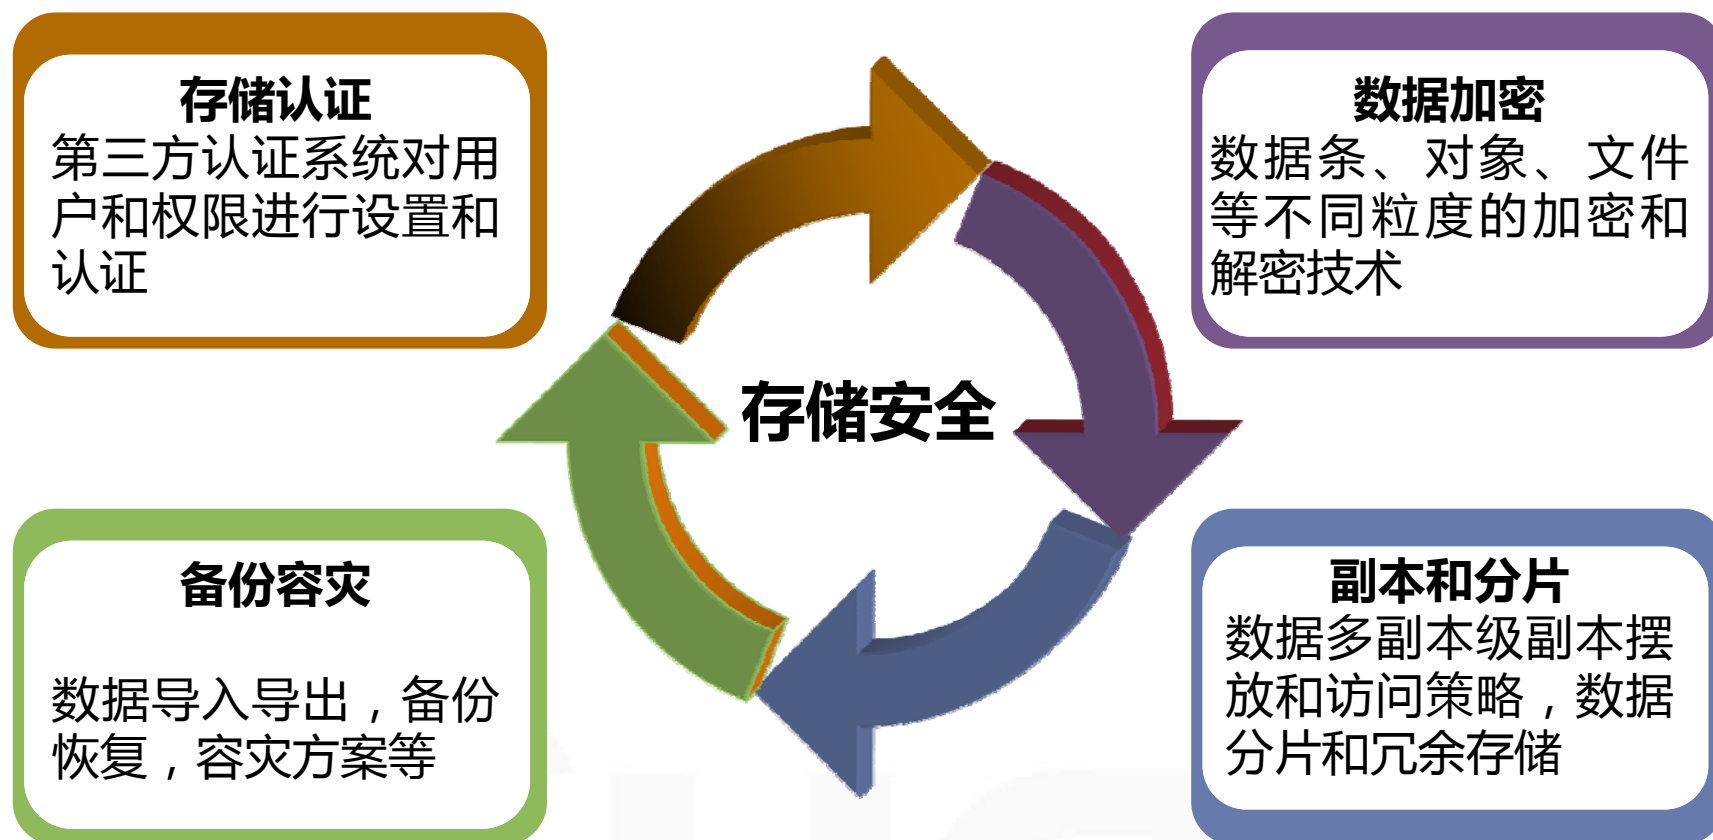 存储认证
第三方认证系统对用
户和权限进行设置和
认证
数据加密
数据条、对象、文件
等不同粒度的加密和
解密技术
存储安全
备份容灾
数据导入导出，备份
恢复，容灾方案等
副本和分片
数据多副本级副本摆
放和访问策略，数据
分片和冗余存储